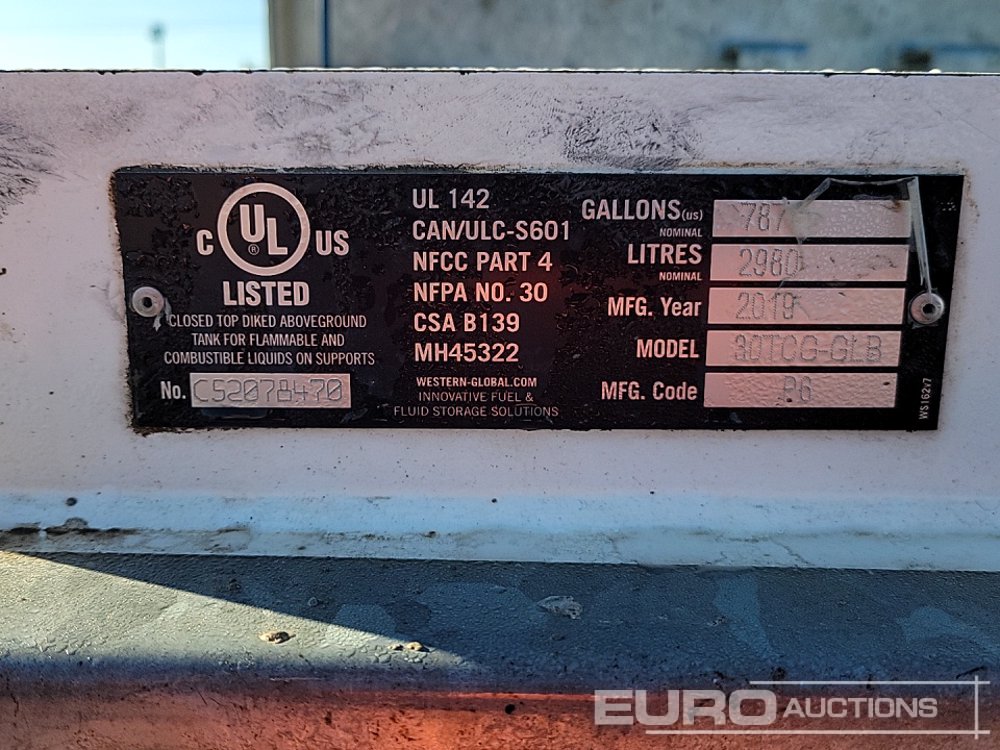 C UL® US
LISTED
CLOSED TOP DIKED ABOVEGROUND
TANK FOR FLAMMABLE AND
COMBUSTIBLE LIQUIDS ON SUPPORTS
No. CS2078470
UL 142
CAN/ULC-S601
NFCC PART 4
NFPA NO. 30
CSA B139
MH45322
WESTERN-GLOBAL.COM
INNOVATIVE FUEL &
FLUID STORAGE SOLUTIONS
GALLONS (US) 787
NOMINAL
LITRES 2980
NOMINAL
MFG. Year 2019
MODEL 30TCG-GLB
MFG. Code P6
WS162v7
EURO AUCTIONS